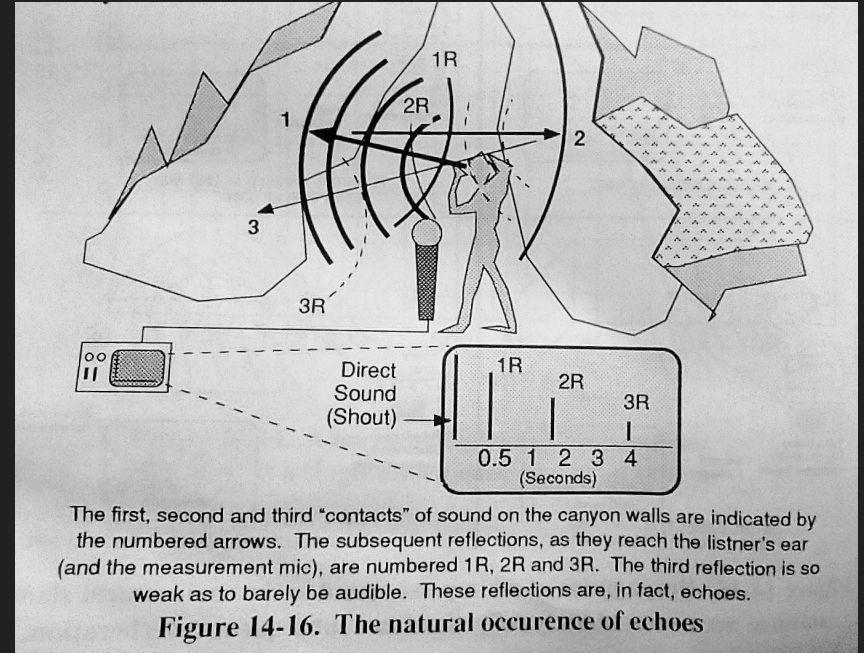 1R
2R
1
2
3
3R
Direct
Sound
(Shout)
1R
2R
3R
0.5 1 2 3 4
(Seconds)
The first, second and third “contacts” of sound on the canyon walls are indicated by
the numbered arrows. The subsequent reflections, as they reach the listner's ear
(and the measurement mic), are numbered 1R, 2R and 3R. The third reflection is so
weak as to barely be audible. These reflections are, in fact, echoes.
Figure 14-16. The natural occurence of echoes